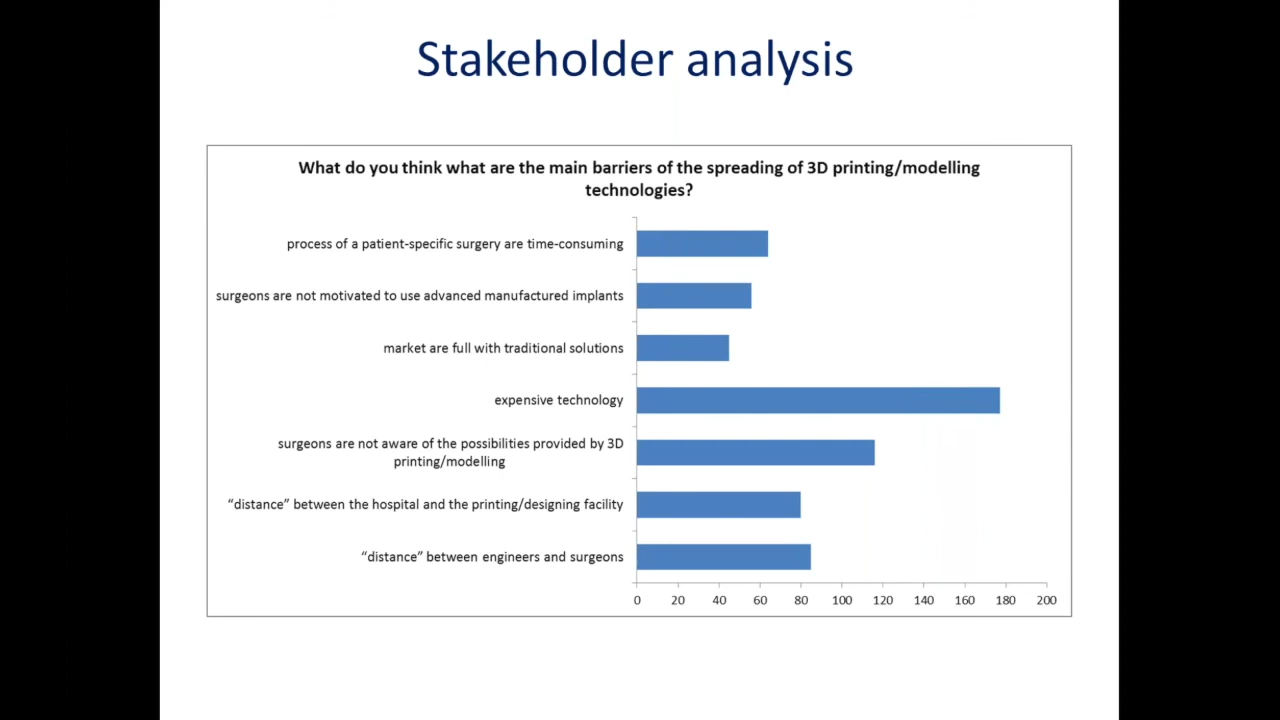 Stakeholder analysis
What do you think what are the main barriers of the spreading of 3D printing/modelling
technologies?
process of a patient-specific surgery are time-consuming
surgeons are not motivated to use advanced manufactured implants
market are full with traditional solutions
expensive technology
surgeons are not aware of the possibilities provided by 3D
printing/modelling
“distance” between the hospital and the printing/designing facility
“distance” between engineers and surgeons
0 20 40 60 80 100 120 140 160 180 200